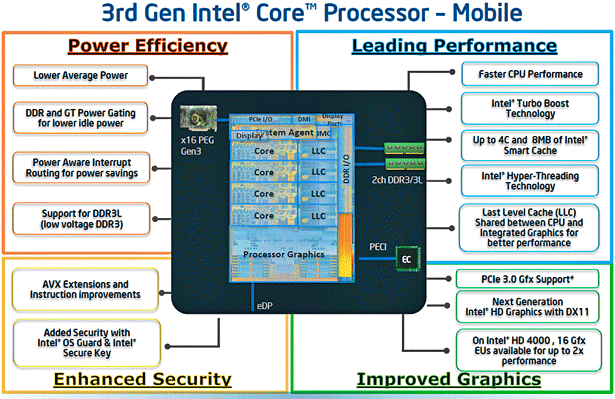 3rd Gen Intel® Core™ Processor – Mobile
Power Efficiency
Lower Average Power
DDR and GT Power Gating
for lower idle power
Power Aware Interrupt
Routing for power savings
Support for DDR3L
(low voltage DDR3)
Leading Performance
Faster CPU Performance
Intel® Turbo Boost
Technology
Up to 4C and 8MB of Intel®
Smart Cache
Intel® Hyper-Threading
Technology
Last Level Cache (LLC)
Shared between CPU and
Integrated Graphics for
better performance
x16 PEG
Gen3
PCIe I/O
DMI
Display
Ports
Display
stem Agent
IMC
Core
LLC
Core
LLC
Core
LLC
Core
LLC
DDR I/O
Processor Graphics
2ch DDR3/3L
PECI
EC
eDP
AVX Extensions and
Instruction improvements
Added Security with
Intel® OS Guard & Intel®
Secure Key
Enhanced Security
PCIe 3.0 Gfx Support*
Next Generation
Intel® HD Graphics with DX11
On Intel® HD 4000 , 16 Gfx
EUs available for up to 2x
performance
Improved Graphics